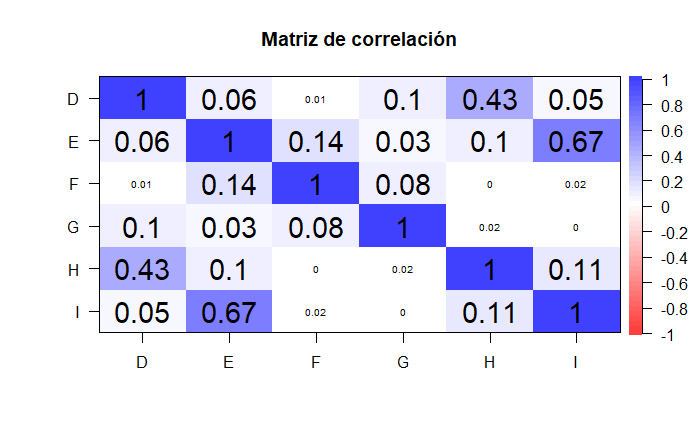 Matriz de correlación
D 1 0.06 0.01 0.1 0.43 0.05
E 0.06 1 0.14 0.03 0.1 0.67
F 0.01 0.14 1 0.08 0 0.02
G 0.1 0.03 0.08 1 0.02 0
H 0.43 0.1 0 0.02 1 0.11
I 0.05 0.67 0.02 0 0.11 1
D E F G H I
1
0.8
0.6
0.4
0.2
0
-0.2
-0.4
-0.6
-0.8
-1